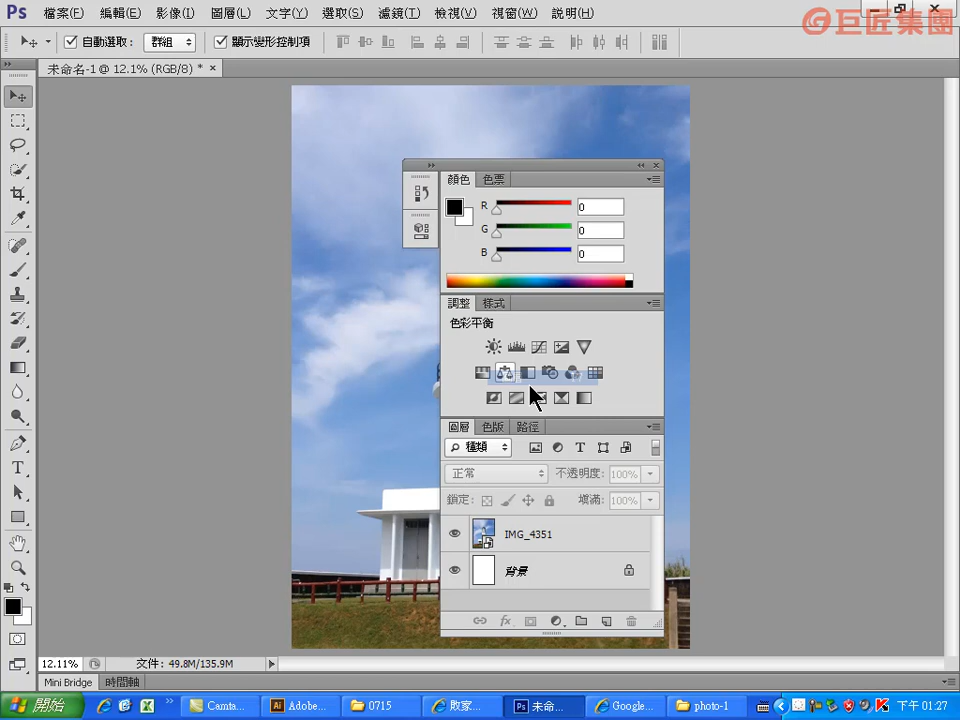 Ps 檔案(F) 編輯(E) 影像(I) 圖層(L) 文字(Y) 選取(S) 濾鏡(T) 檢視(V) 視窗(W) 說明(H)
巨匠集團
自動選取： 群組 顯示變形控制項
未命名-1 @ 12.1% (RGB/8) * ×
顏色 色票
R 0
G 0
B 0
調整 樣式
色彩平衡
圖層 色版 路徑
種類
正常 不透明度: 100%
鎖定: 填滿: 100%
IMG_4351
背景
fx
12.11% 文件: 49.8M/135.9M
Mini Bridge 時間軸
開始 Camta... Adobe... 0715 敗家... 未命... Google... photo-1 下午 01:27